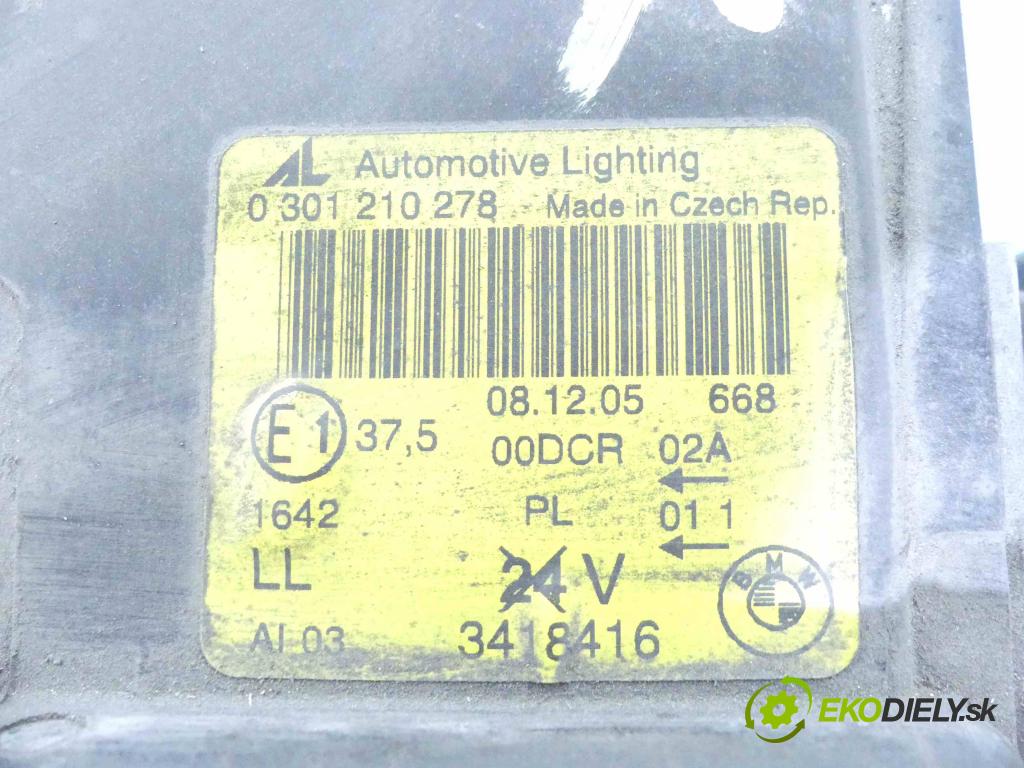 AL Automotive Lighting
0 301 210 278 Made in Czech Rep.
08.12.05 668
E1 37,5 00DCR 02A
1642 PL 01 1
LL 24 V
BMW
AI 03 3418416
EKODIELY.sk